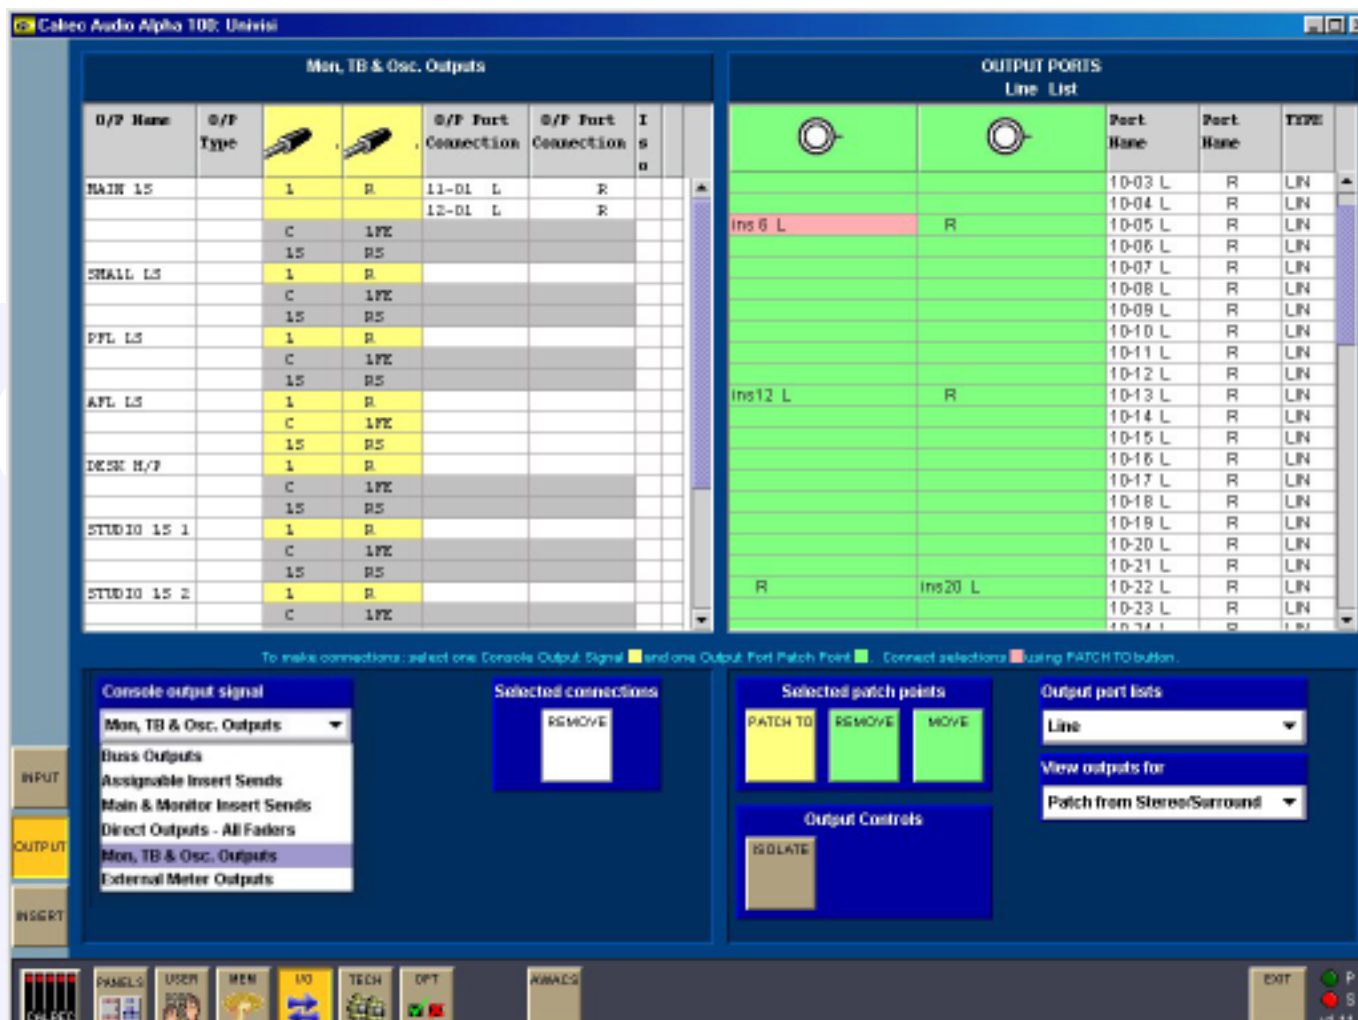 Calrec Audio Alpha 100: Univisi
Mon, TB & Osc. Outputs
O/P Name O/P Type O/P Port Connection O/P Port Connection Iso
MAIN LS L R 11-01 L R
12-01 L R
C LFE
LS RS
SMALL LS L R
C LFE
LS RS
PFL LS L R
C LFE
LS RS
AFL LS L R
C LFE
LS RS
DESK H/P L R
C LFE
LS RS
STUDIO LS 1 L R
C LFE
LS RS
STUDIO LS 2 L R
C LFE
OUTPUT PORTS
Line List
Port Name Port Name TYPE
10-03 L R LIN
10-04 L R LIN
ins 6 L R 10-05 L R LIN
10-06 L R LIN
10-07 L R LIN
10-08 L R LIN
10-09 L R LIN
10-10 L R LIN
10-11 L R LIN
10-12 L R LIN
ins12 L R 10-13 L R LIN
10-14 L R LIN
10-15 L R LIN
10-16 L R LIN
10-17 L R LIN
10-18 L R LIN
10-19 L R LIN
10-20 L R LIN
10-21 L R LIN
R ins20 L 10-22 L R LIN
10-23 L R LIN
10-24 L R LIN
To make connections: select one Console Output Signal and one Output Port Patch Point. Connect selections using PATCH TO button.
Console output signal
Mon, TB & Osc. Outputs
Buss Outputs
Assignable Insert Sends
Main & Monitor Insert Sends
Direct Outputs - All Faders
Mon, TB & Osc. Outputs
External Meter Outputs
Selected connections
REMOVE
Selected patch points
PATCH TO REMOVE MOVE
Output Controls
ISOLATE
Output port lists
Line
View outputs for
Patch from Stereo/Surround
INPUT
OUTPUT
INSERT
CALREC PANELS USER MEM I/O TECH OPT AWACS EXIT
P
S